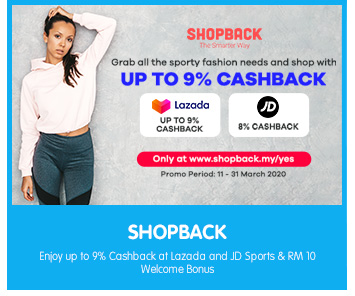 SHOPBACK
The Smarter Way
Grab all the sporty fashion needs and shop with
UP TO 9% CASHBACK
Lazada
UP TO 9%
CASHBACK
JD
8% CASHBACK
Only at www.shopback.my/yes
Promo Period: 11 - 31 March 2020
SHOPBACK
Enjoy up to 9% Cashback at Lazada and JD Sports & RM 10
Welcome Bonus